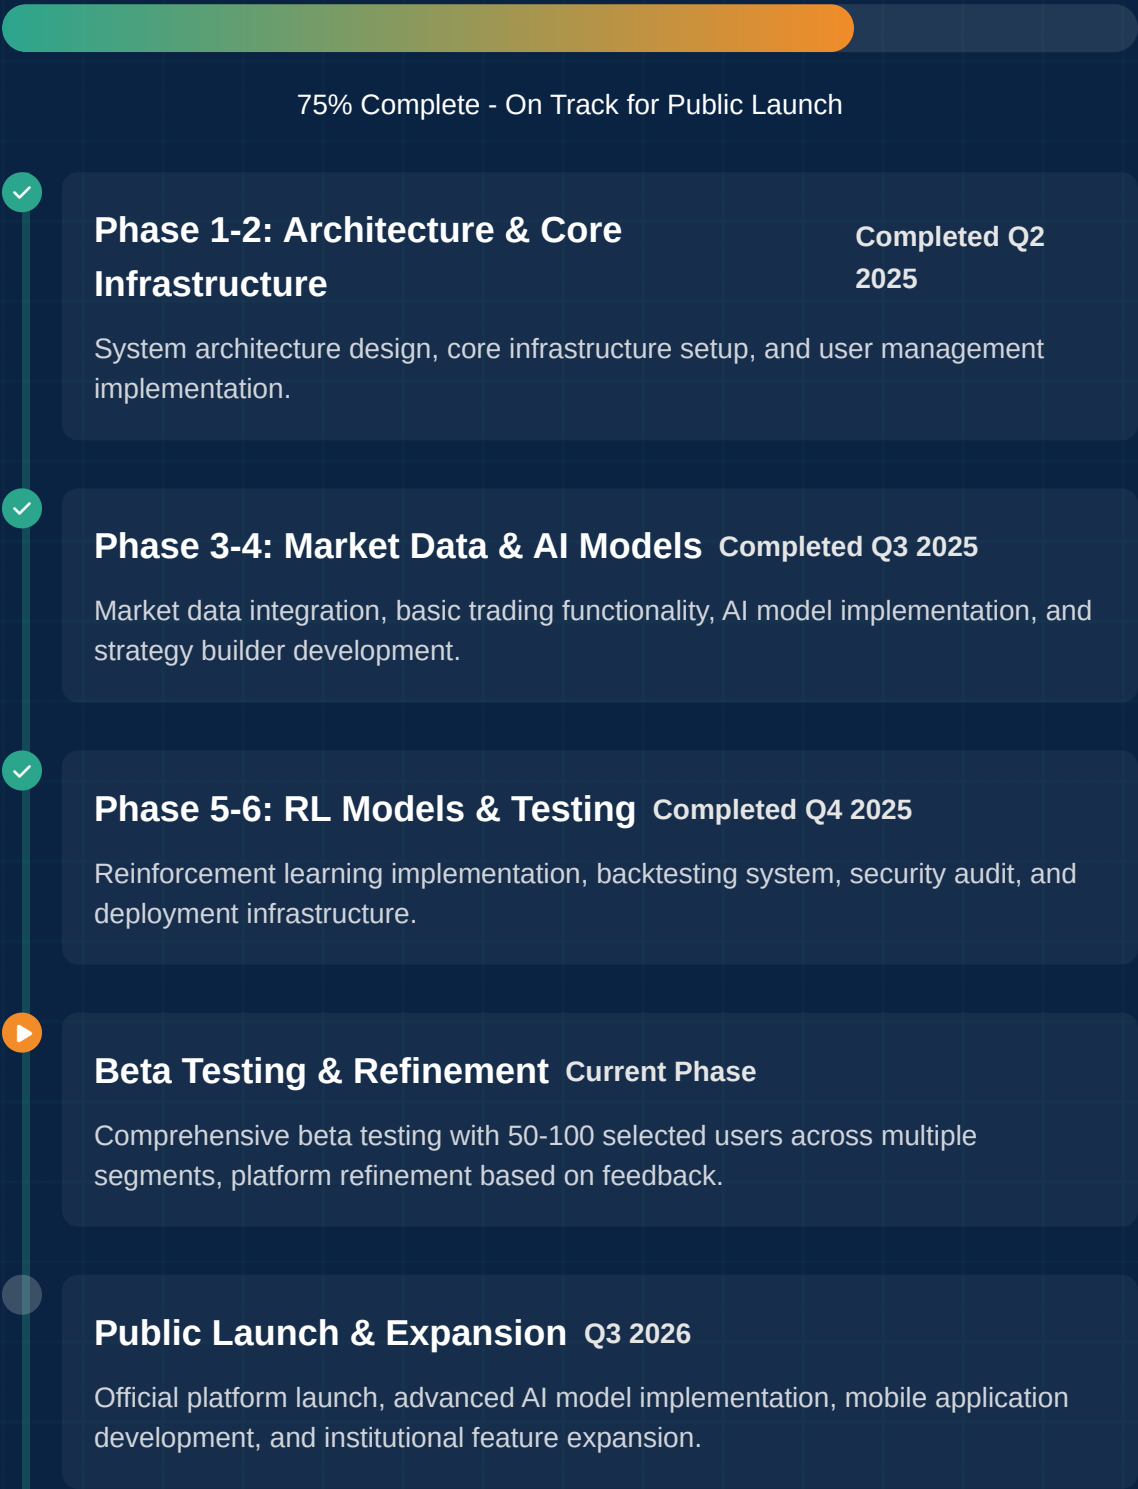 75% Complete - On Track for Public Launch
Phase 1-2: Architecture & Core
Infrastructure
Completed Q2
2025
System architecture design, core infrastructure setup, and user management
implementation.
Phase 3-4: Market Data & AI Models Completed Q3 2025
Market data integration, basic trading functionality, AI model implementation, and
strategy builder development.
Phase 5-6: RL Models & Testing Completed Q4 2025
Reinforcement learning implementation, backtesting system, security audit, and
deployment infrastructure.
Beta Testing & Refinement Current Phase
Comprehensive beta testing with 50-100 selected users across multiple
segments, platform refinement based on feedback.
Public Launch & Expansion Q3 2026
Official platform launch, advanced AI model implementation, mobile application
development, and institutional feature expansion.